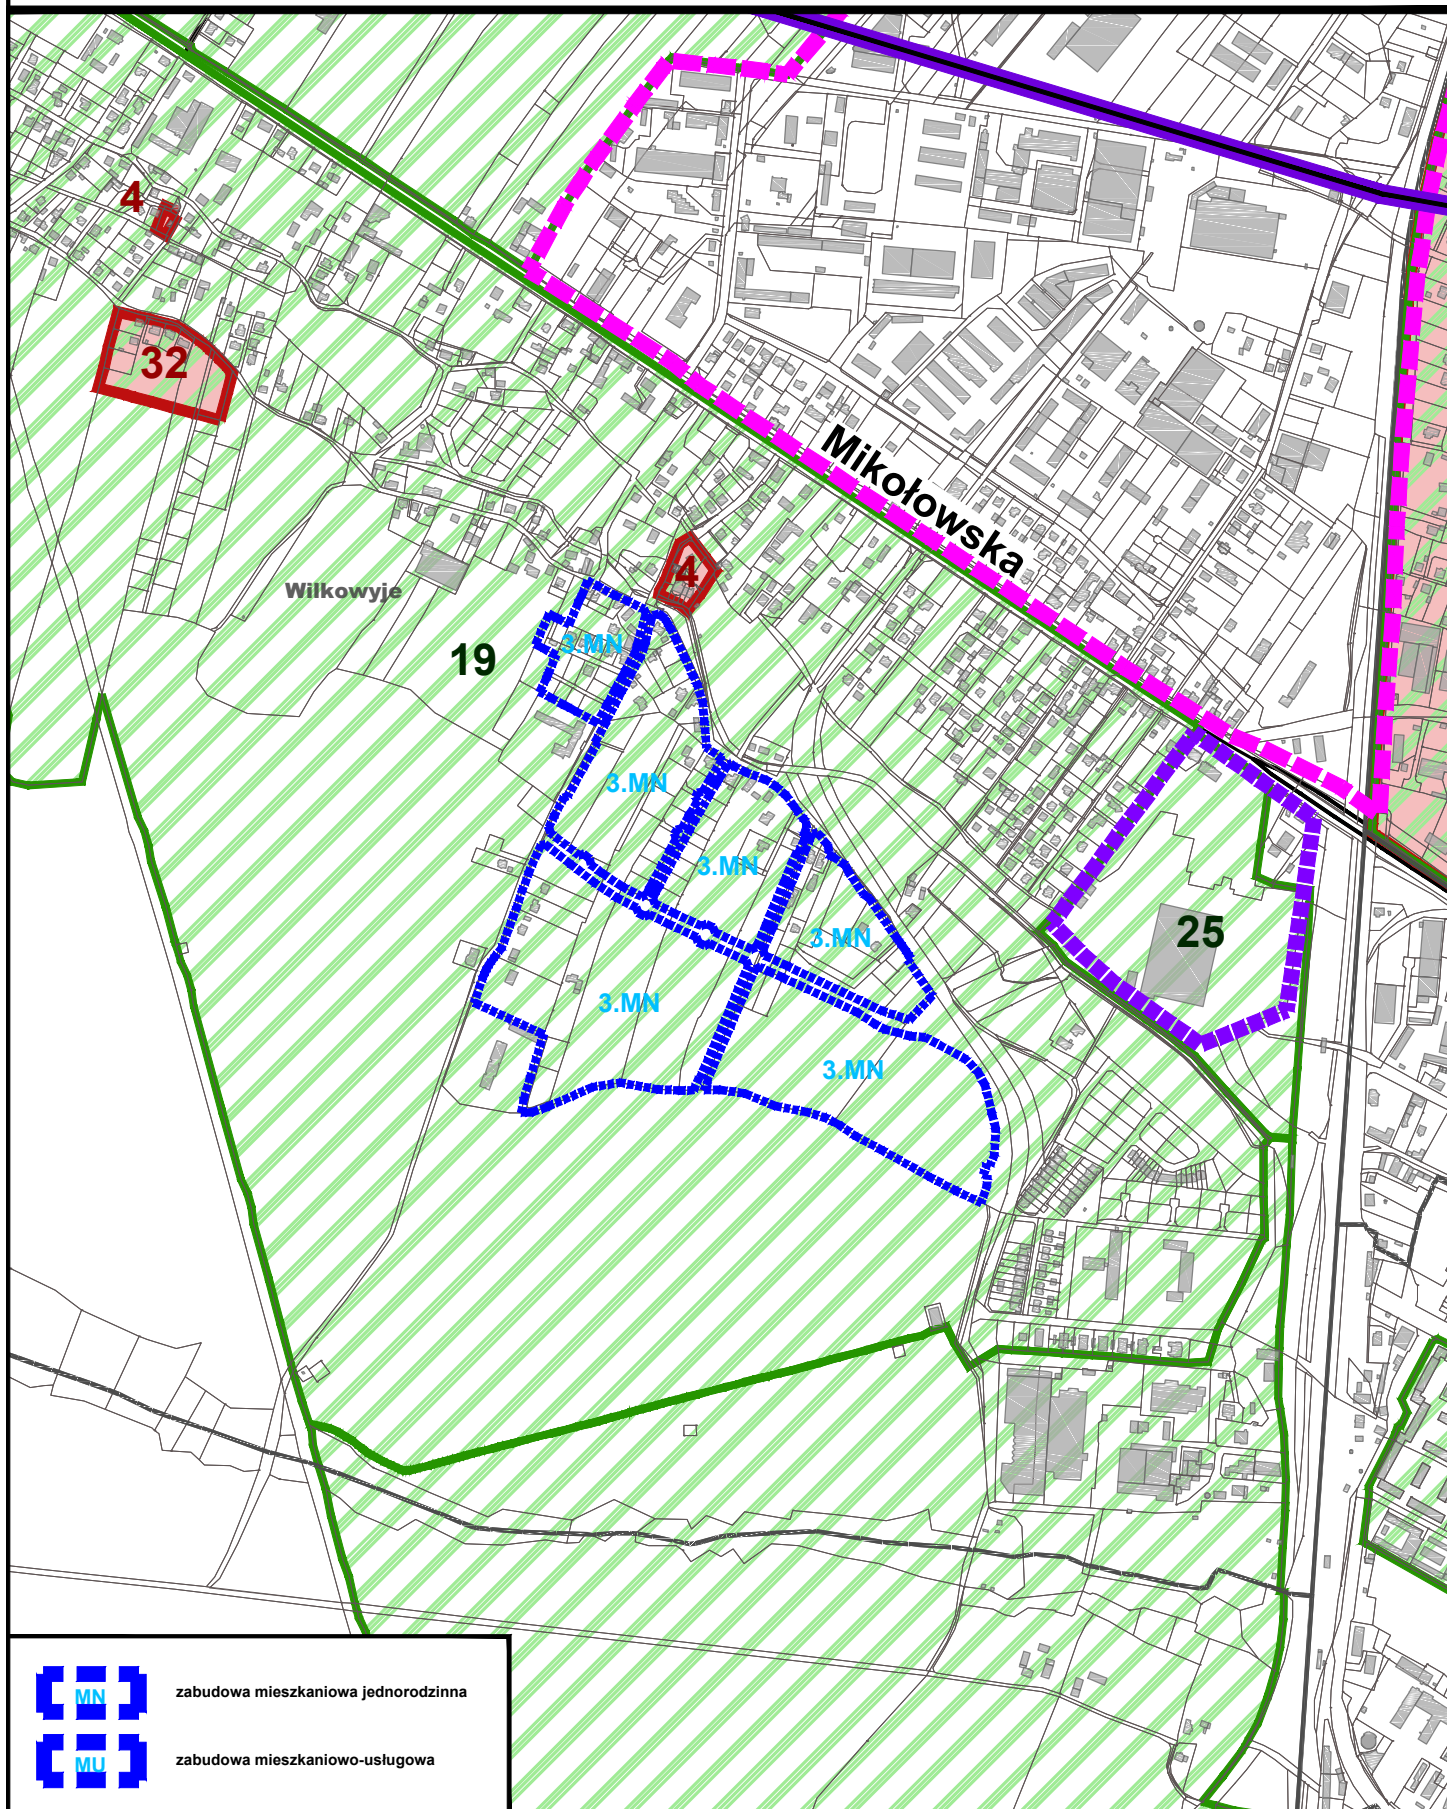 4
32
Mikołowska
4
Wilkowyje
19
3.MN
3.MN
3.MN
3.MN
25
3.MN
3.MN
MN zabudowa mieszkaniowa jednorodzinna
MU zabudowa mieszkaniowo-usługowa